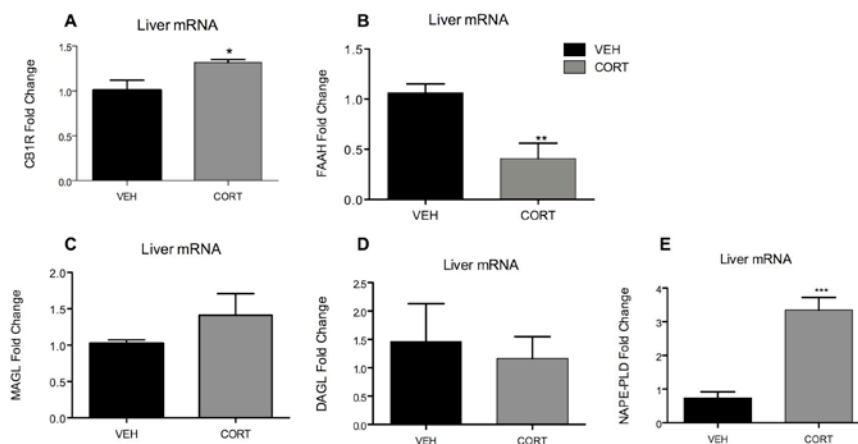 A
Liver mRNA
CB1R Fold Change
1.5
1.0
0.5
0.0
*
VEH
CORT
B
Liver mRNA
FAAH Fold Change
1.5
1.0
0.5
0.0
**
VEH
CORT
VEH
CORT
C
Liver mRNA
MAGL Fold Change
2.0
1.5
1.0
0.5
0.0
VEH
CORT
D
Liver mRNA
DAGL Fold Change
2.5
2.0
1.5
1.0
0.5
0.0
VEH
CORT
E
Liver mRNA
NAPE-PLD Fold Change
4
3
2
1
0
***
VEH
CORT